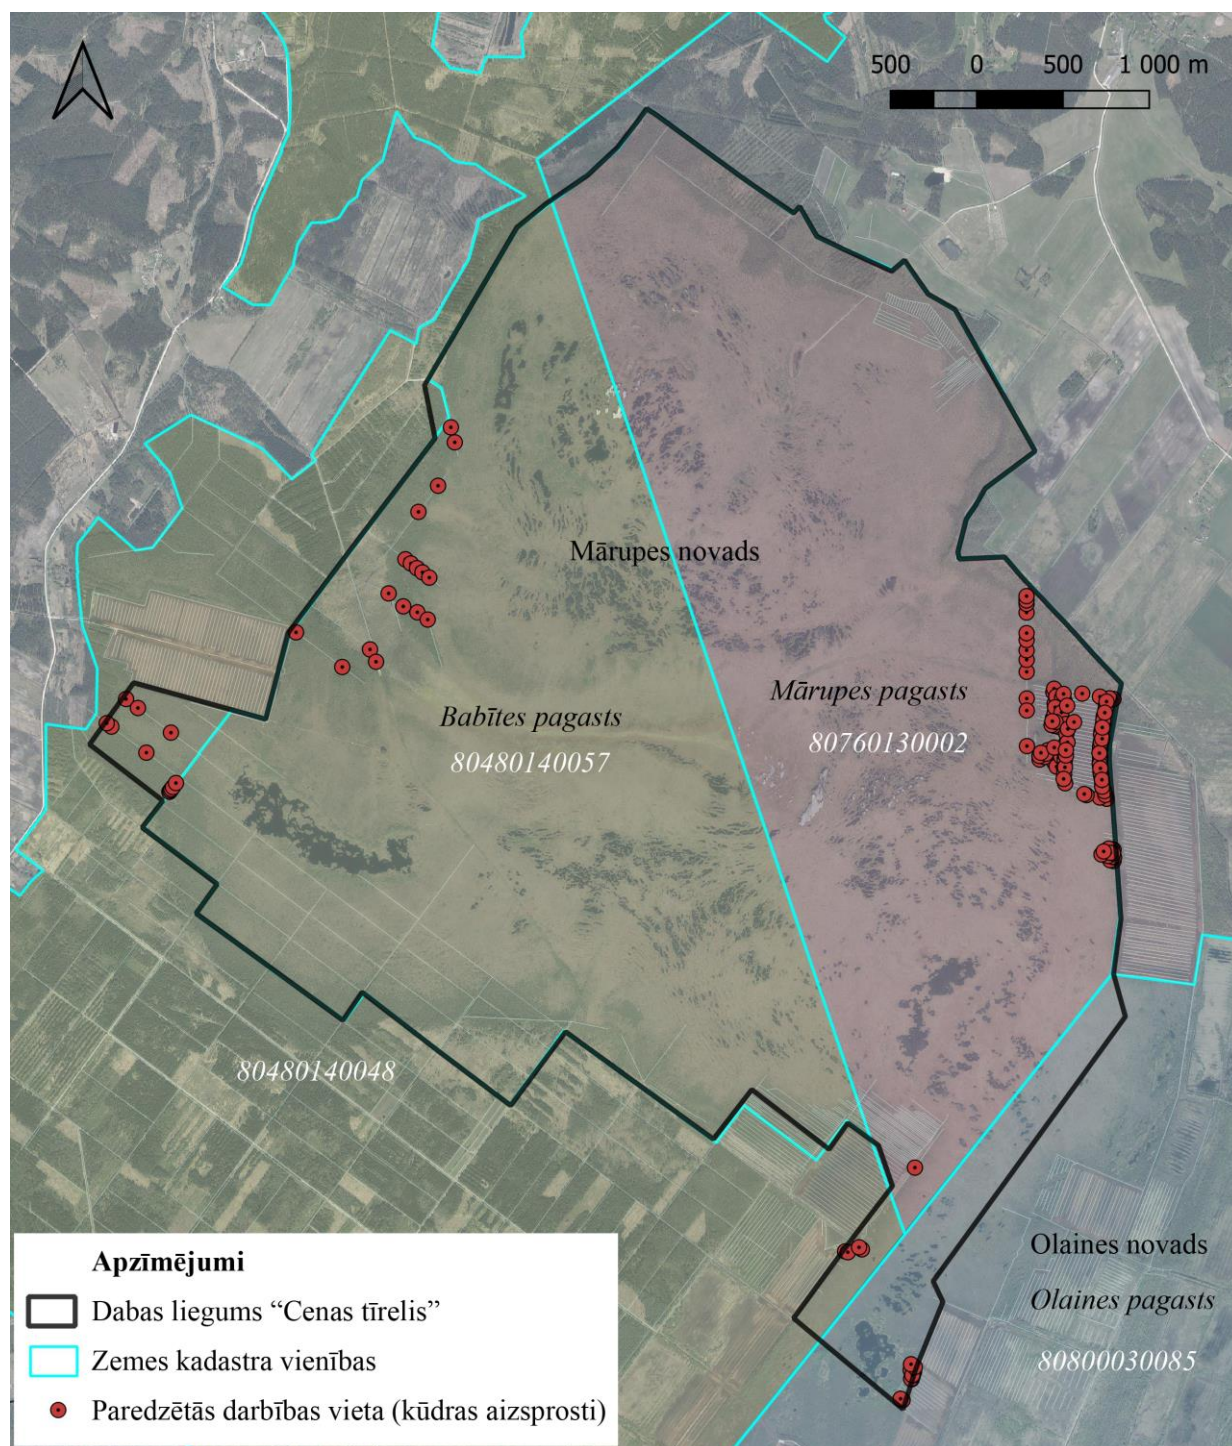 500 0 500 1 000 m
Mārupes novads
Mārupes pagasts
80760130002
Babītes pagasts
80480140057
80480140048
Olaines novads
Olaines pagasts
80800030085
Apzīmējumi
Dabas liegums “Cenas tīrelis”
Zemes kadastra vienības
Paredzētās darbības vieta (kūdras aizsprosti)